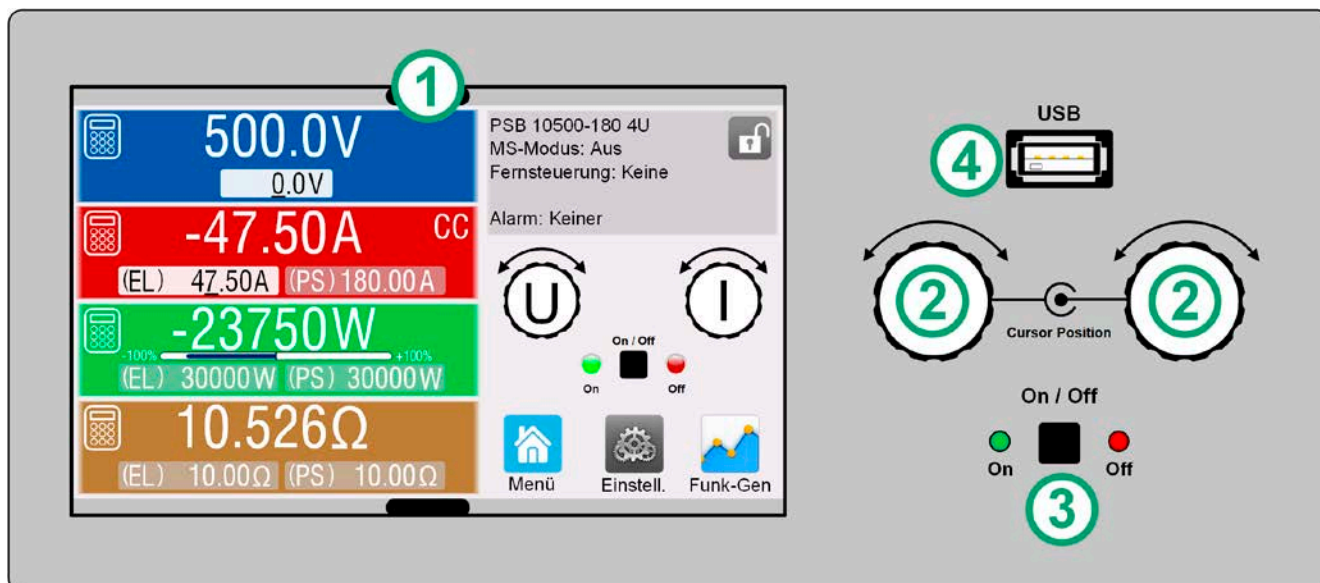 1
500.0V
0.0V
-47.50A CC
(EL) 47.50A (PS) 180.00A
-23750W
-100% +100%
(EL) 30000W (PS) 30000W
10.526Ω
(EL) 10.00Ω (PS) 10.00Ω
PSB 10500-180 4U
MS-Modus: Aus
Fernsteuerung: Keine
Alarm: Keiner
U I
On / Off
On Off
Menü Einstell. Funk-Gen
USB
4
2 2
Cursor Position
On / Off
On Off
3